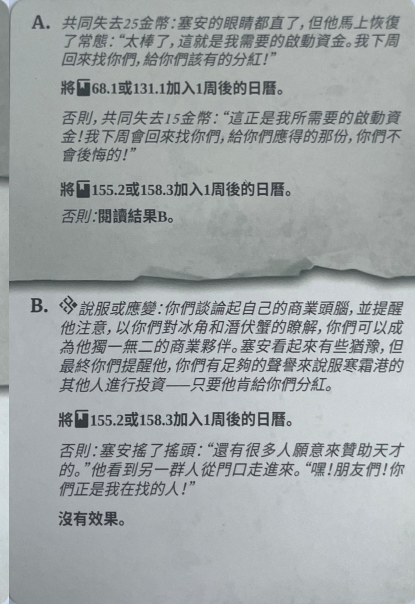 A. 共同失去25金幣：塞安的眼睛都直了，但他馬上恢復
了常態：“太棒了，這就是我需要的啟動資金。我下周
回來找你們，給你們該有的分紅！”
將68.1或131.1加入1周後的日曆。
否則，共同失去15金幣：“這正是我所需要的啟動資
金！我下周會回來找你們，給你們應得的那份，你們不
會後悔的！”
將155.2或158.3加入1周後的日曆。
否則：閱讀結果B。
B. 說服或應變：你們談論起自己的商業頭腦，並提醒
他注意，以你們對冰角和潛伏蟹的瞭解，你們可以成
為他獨一無二的商業夥伴。塞安看起來有些猶豫，但
最終你們提醒他，你們有足夠的聲譽來說服寒霜港的
其他人進行投資——只要他肯給你們分紅。
將155.2或158.3加入1周後的日曆。
否則：塞安搖了搖頭：“還有很多人願意來贊助天才
的。”他看到另一群人從門口走進來。“嘿！朋友們！你
們正是我在找的人！”
沒有效果。